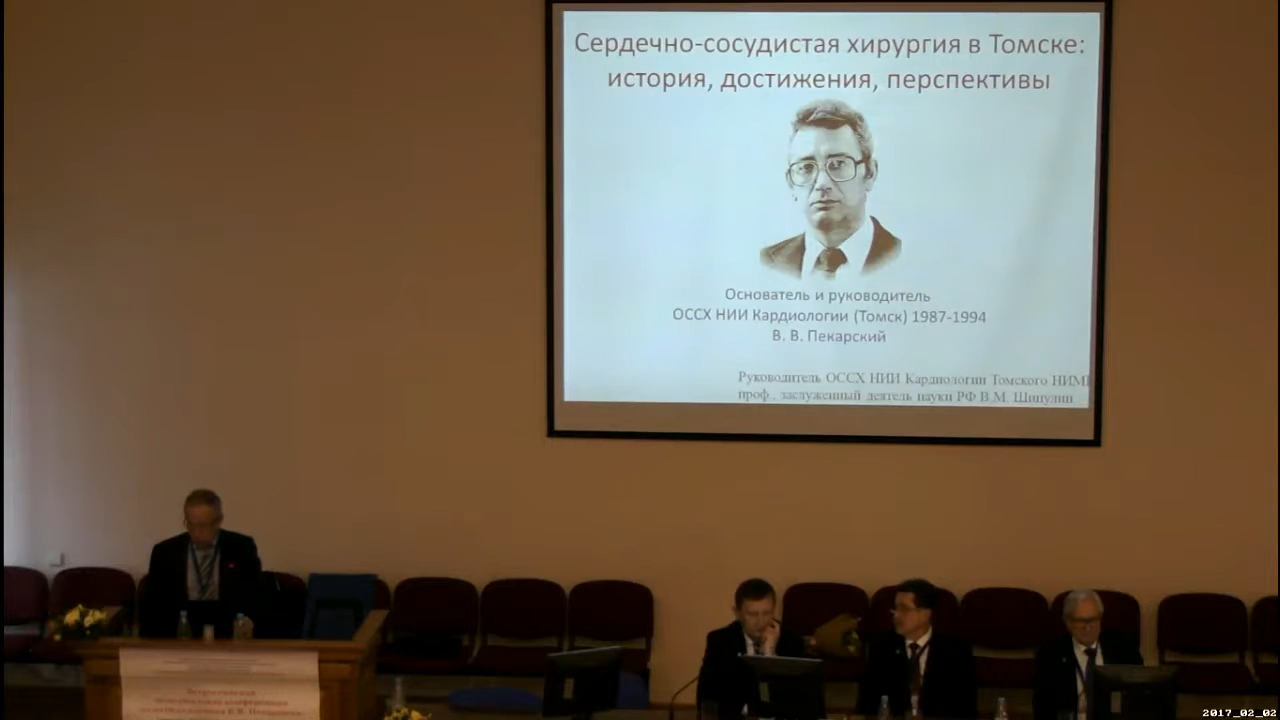 Сердечно-сосудистая хирургия в Томске:
история, достижения, перспективы
Основатель и руководитель
ОССХ НИИ Кардиологии (Томск) 1987-1994
В. В. Пекарский
Руководитель ОССХ НИИ Кардиологии Томского НИМЦ
проф., заслуженный деятель науки РФ В.М. Шипулин
Всероссийская
2017_02_02